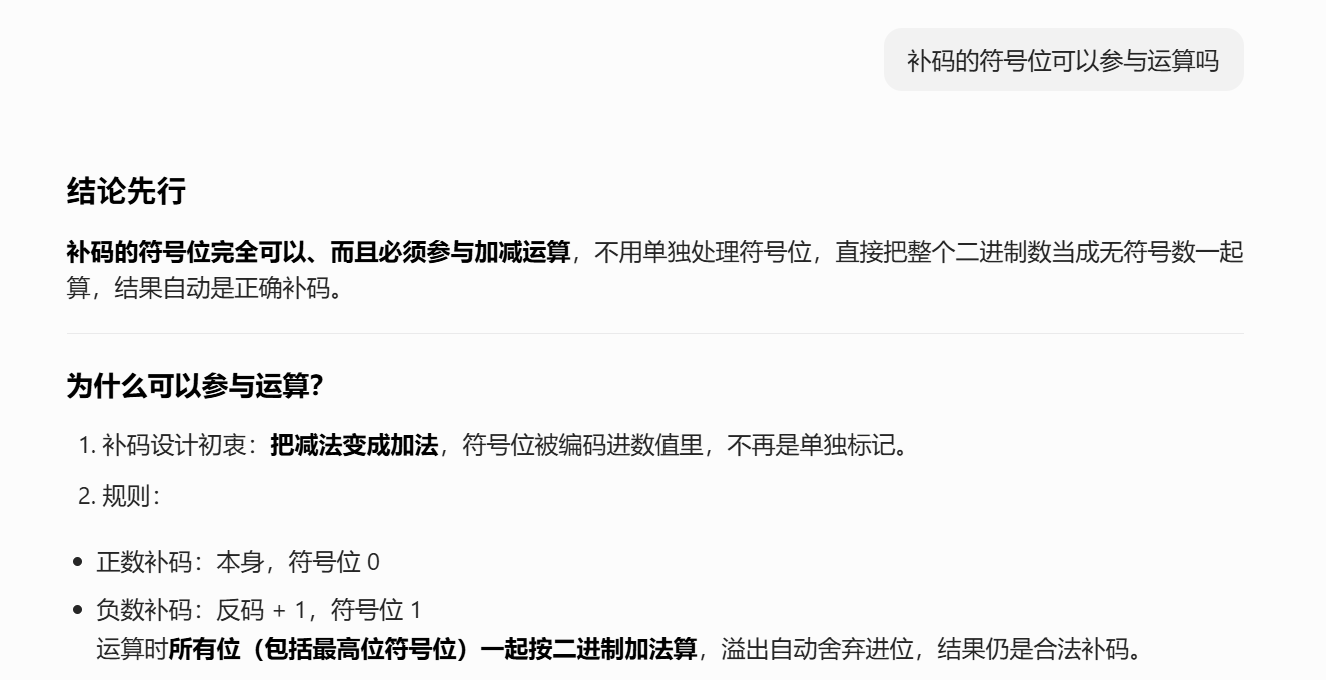 补码的符号位可以参与运算吗
结论先行
补码的符号位完全可以、而且必须参与加减运算，不用单独处理符号位，直接把整个二进制数当成无符号数一起
算，结果自动是正确补码。
为什么可以参与运算？
1. 补码设计初衷：把减法变成加法，符号位被编码进数值里，不再是单独标记。
2. 规则：
• 正数补码：本身，符号位 0
• 负数补码：反码 + 1，符号位 1
运算时所有位（包括最高位符号位）一起按二进制加法算，溢出自动舍弃进位，结果仍是合法补码。